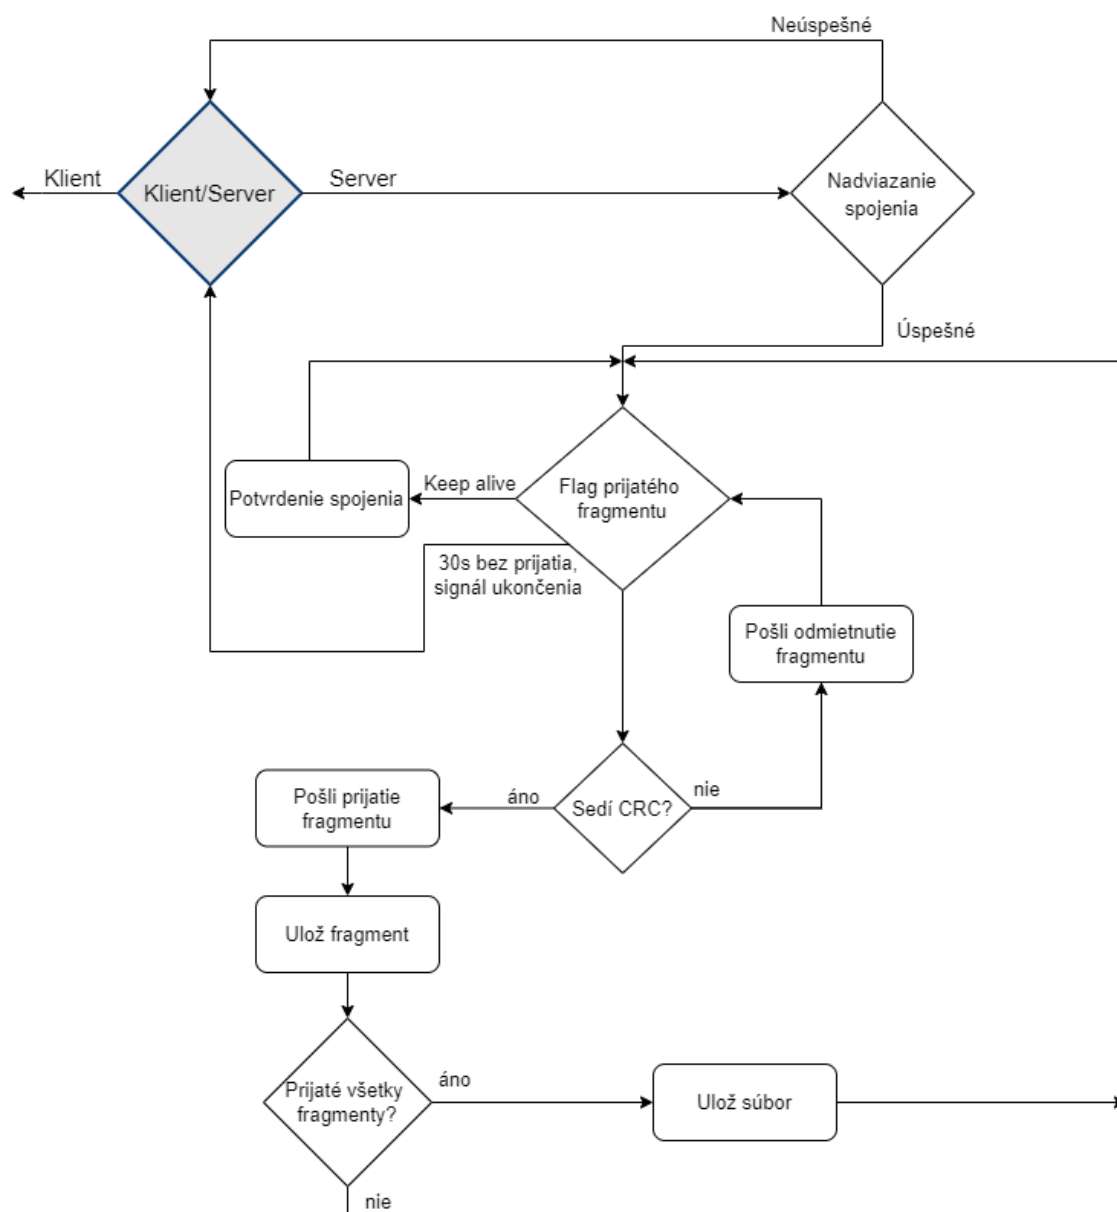 Neúspešné
Klient
Klient/Server
Server
Nadviazanie
spojenia
Úspešné
Potvrdenie spojenia
Keep alive
Flag prijatého
fragmentu
30s bez prijatia,
signál ukončenia
Pošli odmietnutie
fragmentu
Pošli prijatie
fragmentu
áno
Sedí CRC?
nie
Ulož fragment
Prijaté všetky
fragmenty?
áno
Ulož súbor
nie